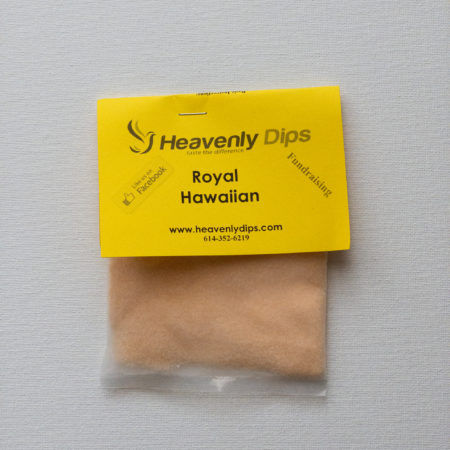 Heavenly Dips
taste the difference
Like us on
Facebook
Fundraising
Royal
Hawaiian
www.heavenlydips.com
614-352-6219